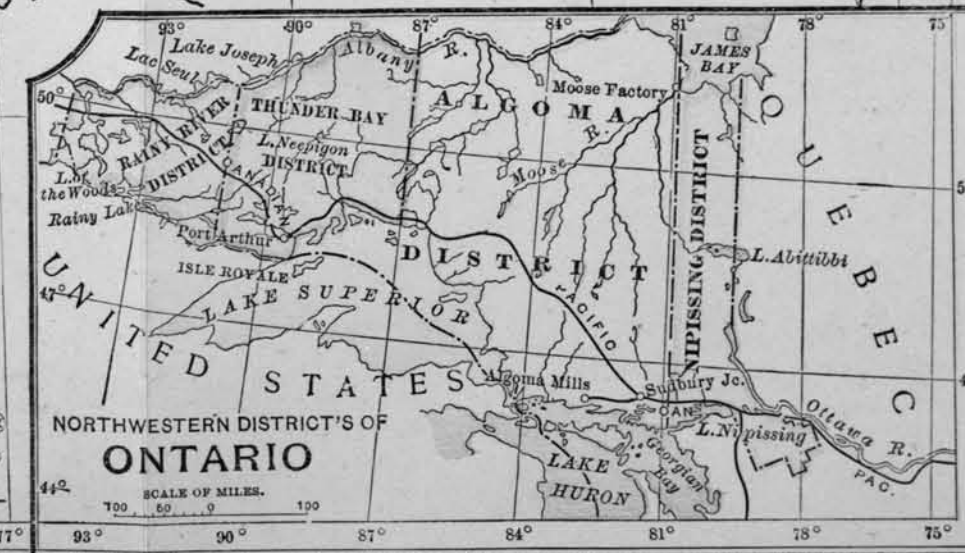 93°
90°
87°
84°
81°
78°
75°
Lake Joseph
Lac Seul
Albany R.
JAMES
BAY
Moose Factory
50°
THUNDER BAY
ALGOMA
RAINY RIVER
DISTRICT
L. Neepigon
DISTRICT
Moose R.
L. of
the Woods
Rainy Lake
CANADIAN
Port Arthur
NIPISSING DISTRICT
QUEBEC
DISTRICT
L. Abittibbi
ISLE ROYALE
LAKE SUPERIOR
47°
PACIFIC
UNITED STATES
Algoma Mills
Sudbury Jc.
CAN
Ottawa R.
L. Nipissing
PAC.
NORTHWESTERN DISTRICT'S OF
ONTARIO
Georgian
Bay
LAKE
HURON
SCALE OF MILES.
100 50 0 100
44°
77°
93°
90°
87°
84°
81°
78°
75°